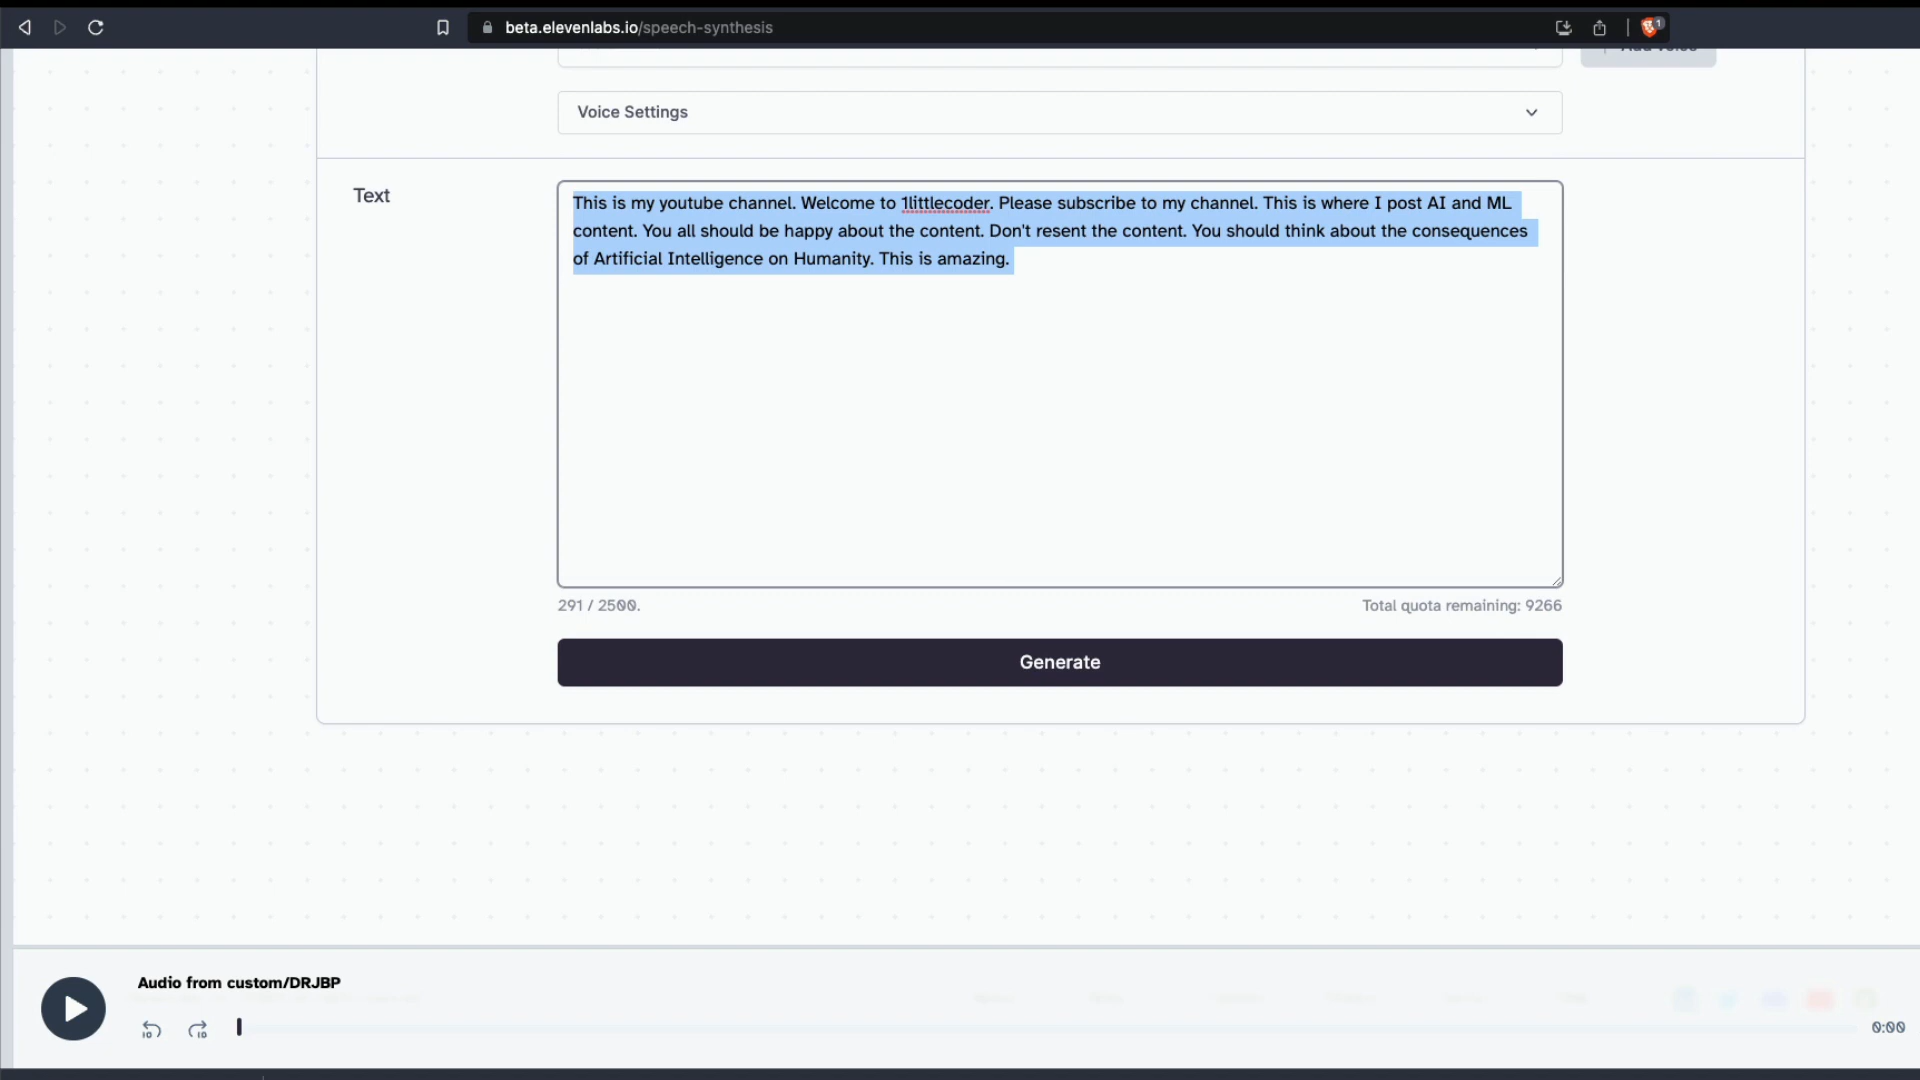 beta.elevenlabs.io/speech-synthesis
1
Voice Settings
Text
This is my youtube channel. Welcome to 1littlecoder. Please subscribe to my channel. This is where I post AI and ML
content. You all should be happy about the content. Don't resent the content. You should think about the consequences
of Artificial Intelligence on Humanity. This is amazing.
291 / 2500.
Total quota remaining: 9266
Generate
Audio from custom/DRJBP
10
10
0:00